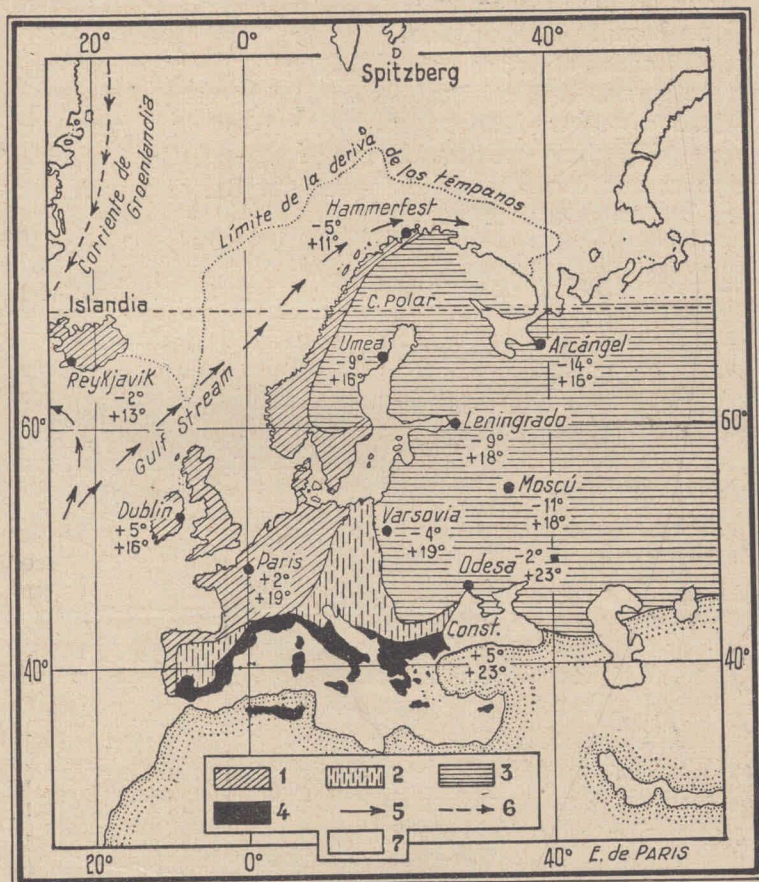 20° 0° 40°
D
Spitzberg
Corriente de
Groenlandia
Límite de la deriva de los témpanos
Hammerfest
-5°
+11°
Islandia
C. Polar
Umea
-9°
+16°
Arcángel
-14°
+16°
Reykjavik
-2°
+13°
60° 60°
Gulf Stream
Leningrado
-9°
+18°
Moscú
-11°
+18°
Dublin
+5°
+16°
Varsovia
-4°
+19°
Paris
+2°
+19°
Odesa -2°
+23°
Const.
+5°
+23°
40° 40°
1 2 3
4 5 6
7
20° 0° 40° E. de PARIS